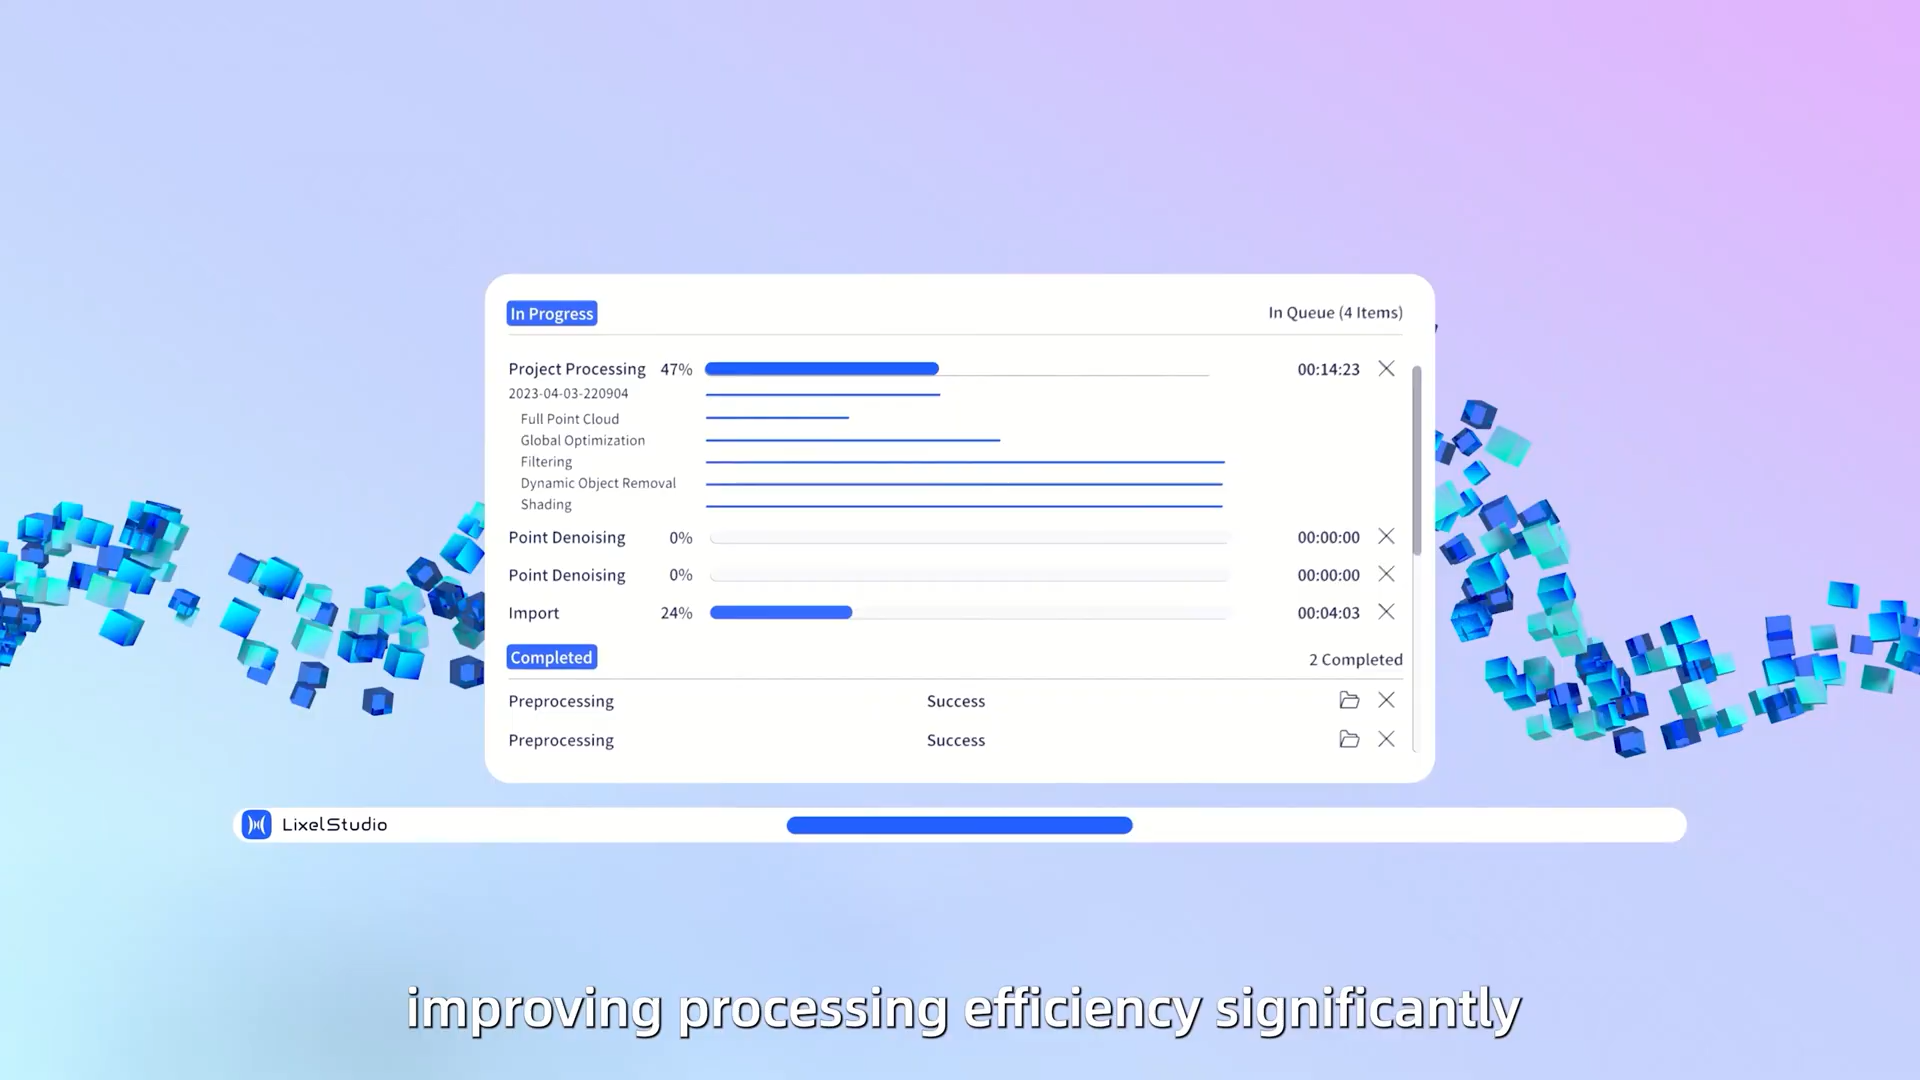 In Progress
In Queue (4 Items)
Project Processing 47% 00:14:23
2023-04-03-220904
Full Point Cloud
Global Optimization
Filtering
Dynamic Object Removal
Shading
Point Denoising 0% 00:00:00
Point Denoising 0% 00:00:00
Import 24% 00:04:03
Completed
2 Completed
Preprocessing Success
Preprocessing Success
LixelStudio
improving processing efficiency significantly